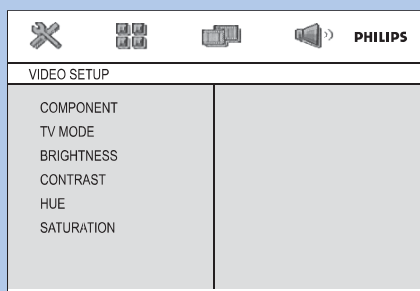 PHILIPS
VIDEO SETUP
COMPONENT
TV MODE
BRIGHTNESS
CONTRAST
HUE
SATURATION